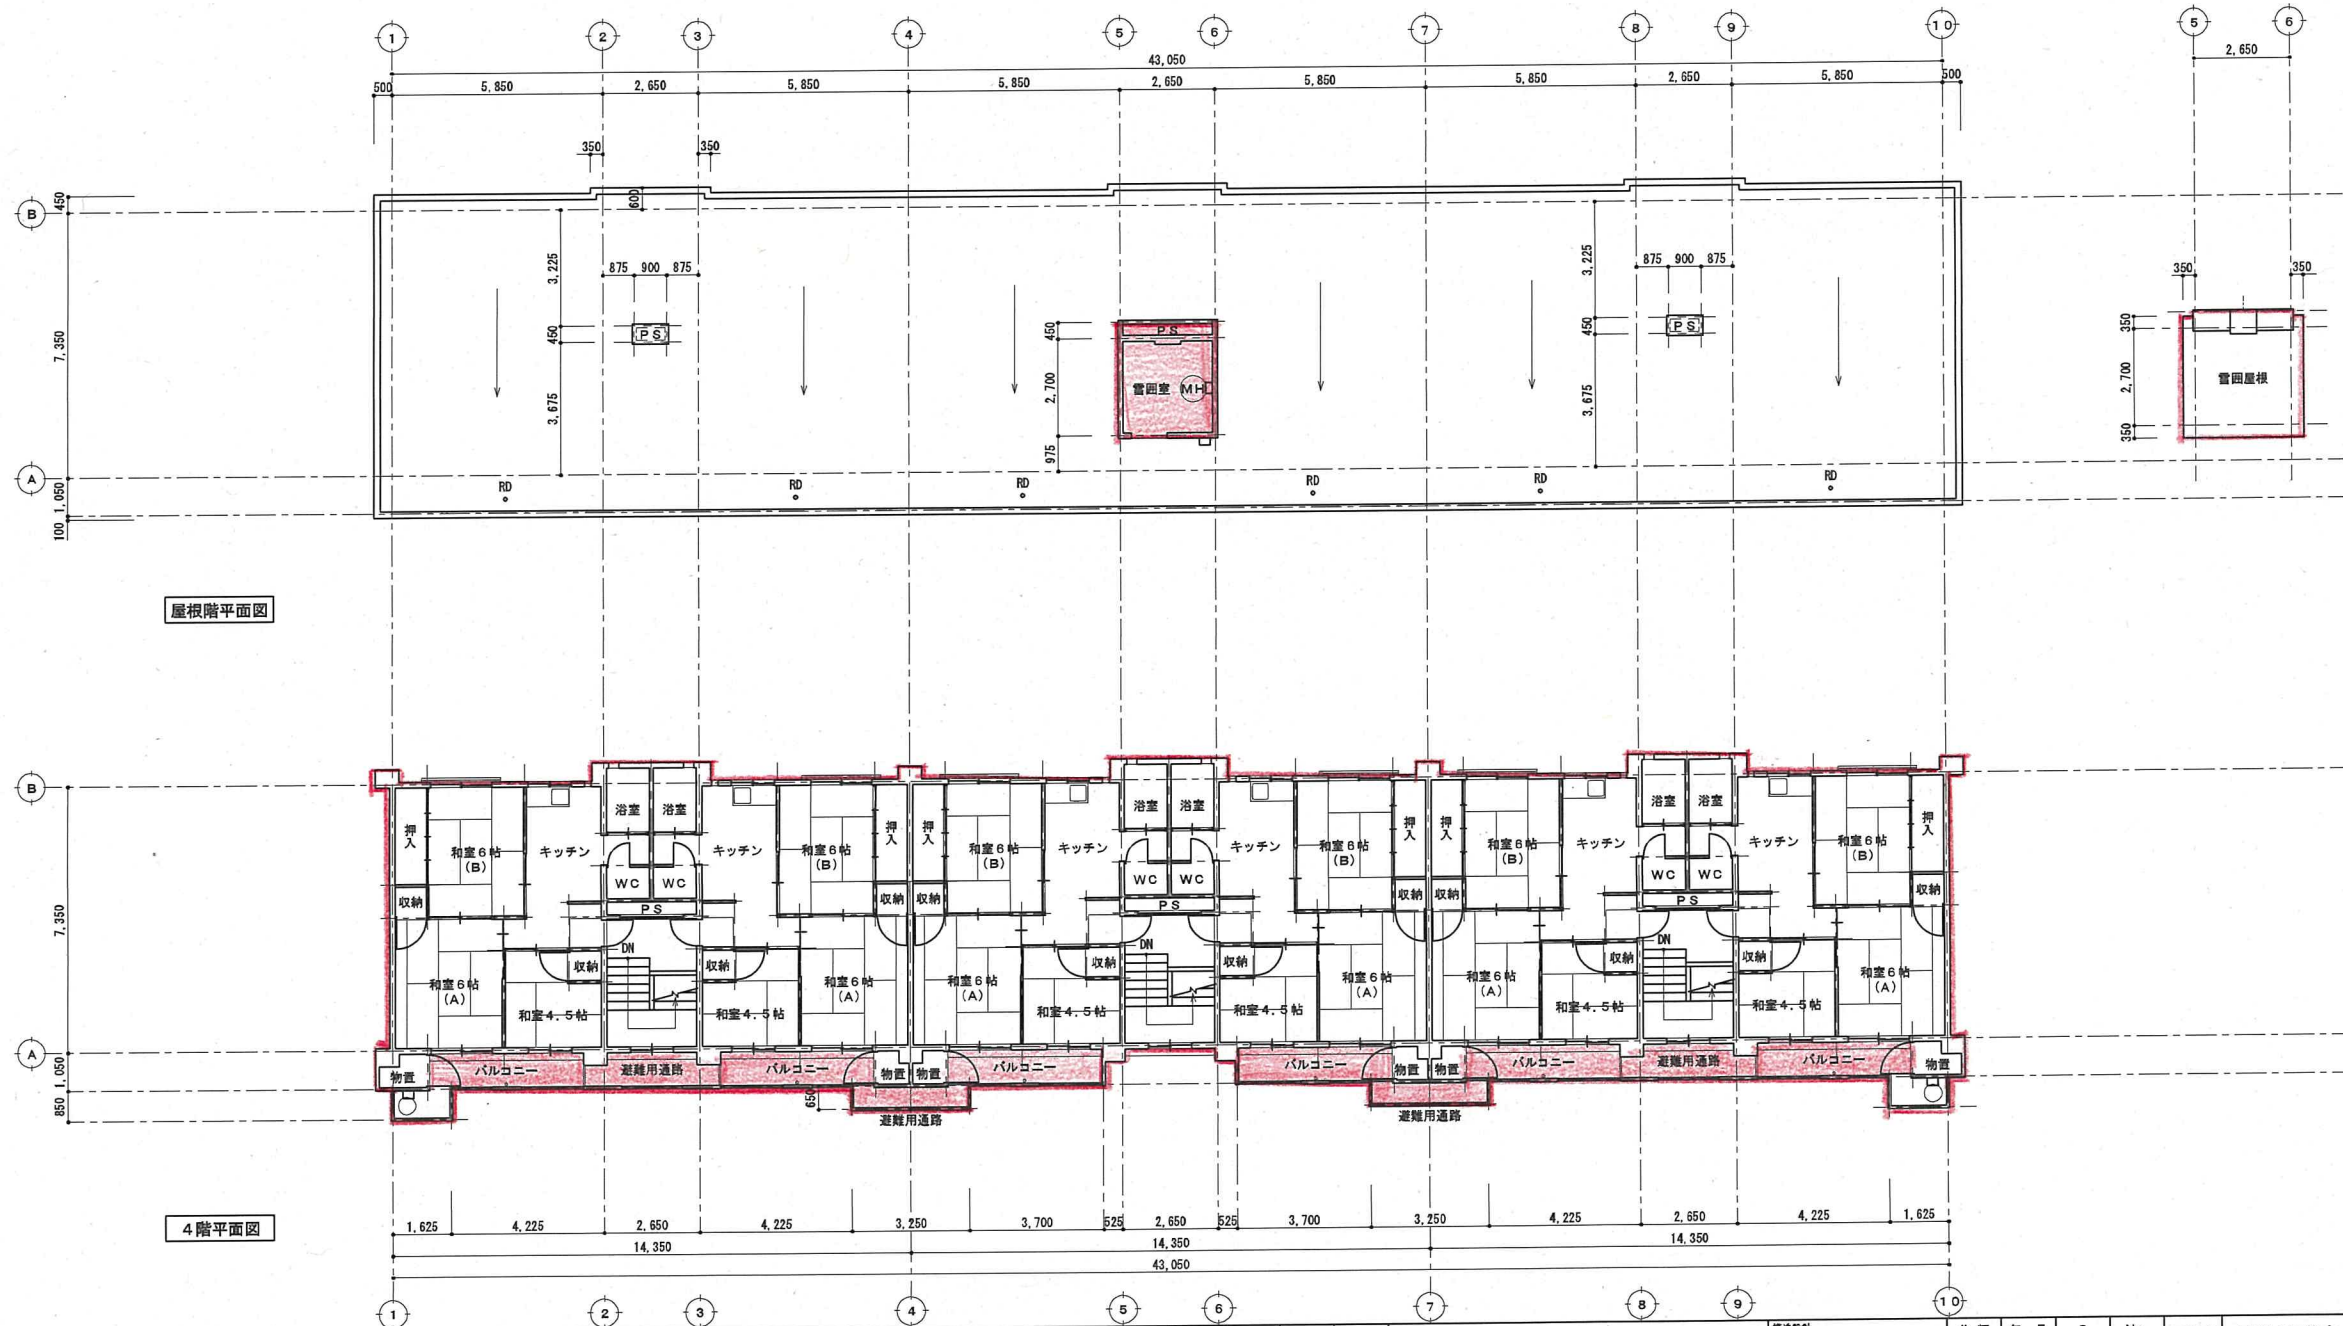 1 2 3 4 5 6 7 8 9 10 5 6
2,650
43,050
500 5,850 2,650 5,850 5,850 2,650 5,850 5,850 2,650 5,850 500
350 350
450
B
600
3,225 3,225
875 900 875 875 900 875
350 350
7,350
450 PS 450 PS 450 PS 350
2,700 雪囲室 MH 2,700 雪囲屋根
3,675 3,675
975 350
A
RD RD RD RD RD RD
1,050
100
屋根階平面図
B
浴室 浴室 浴室 浴室 浴室 浴室
押入 和室6帖 (B) キッチン キッチン 和室6帖 (B) 押入 押入 和室6帖 (B) キッチン キッチン 和室6帖 (B) 押入 押入 和室6帖 (B) キッチン キッチン 和室6帖 (B) 押入
WC WC WC WC WC WC
収納 PS 収納 収納 PS 収納 収納 PS 収納
7,350
DN DN DN
収納 収納 収納 収納 収納 収納
和室6帖 (A) 和室4.5帖 和室4.5帖 和室6帖 (A) 和室6帖 (A) 和室4.5帖 和室4.5帖 和室6帖 (A) 和室6帖 (A) 和室4.5帖 和室4.5帖 和室6帖 (A)
A
1,050
物置 バルコニー 避難用通路 バルコニー 物置 物置 バルコニー バルコニー 物置 物置 バルコニー 避難用通路 バルコニー 物置
850
650
避難用通路 避難用通路
4階平面図
1,625 4,225 2,650 4,225 3,250 3,700 525 2,650 525 3,700 3,250 4,225 2,650 4,225 1,625
14,350 14,350 14,350
43,050
1 2 3 4 5 6 7 8 9 10